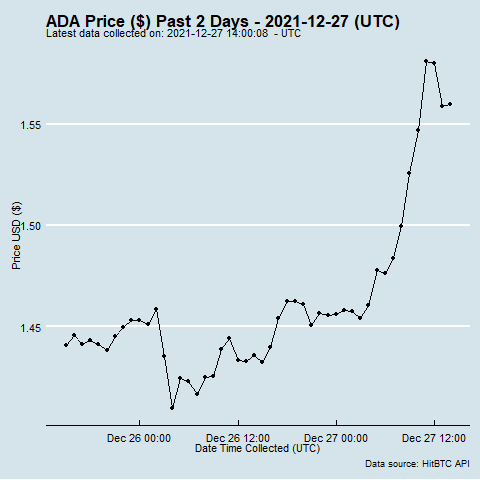 ADA Price ($) Past 2 Days - 2021-12-27 (UTC)
Latest data collected on: 2021-12-27 14:00:08 - UTC
1.55
1.50
1.45
Price USD ($)
Dec 26 00:00 Dec 26 12:00 Dec 27 00:00 Dec 27 12:00
Date Time Collected (UTC)
Data source: HitBTC API